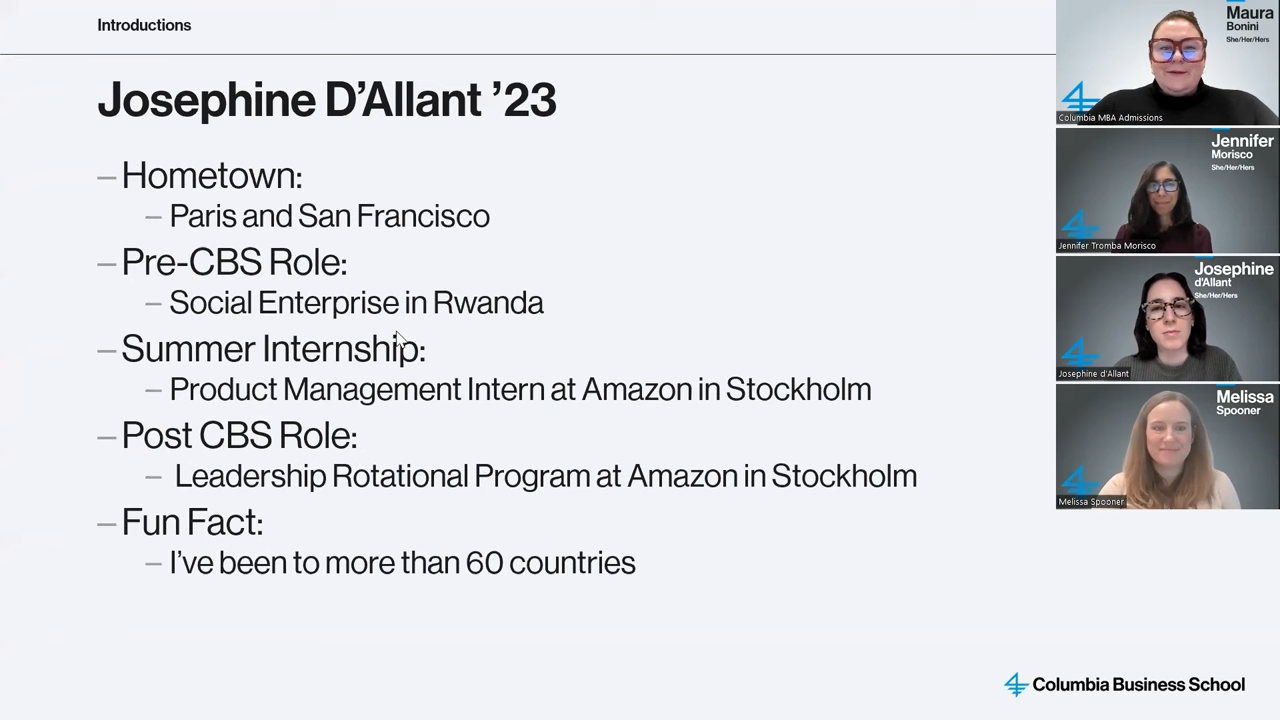 Introductions
Josephine D’Allant ’23
– Hometown:
– Paris and San Francisco
– Pre-CBS Role:
– Social Enterprise in Rwanda
– Summer Internship:
– Product Management Intern at Amazon in Stockholm
– Post CBS Role:
– Leadership Rotational Program at Amazon in Stockholm
– Fun Fact:
– I’ve been to more than 60 countries
Maura
Bonini
She/Her/Hers
Columbia MBA Admissions
Jennifer
Morisco
She/Her/Hers
Jennifer Tromba Morisco
Josephine
d’Allant
She/Her/Hers
Josephine d'Allant
Melissa
Spooner
Melissa Spooner
Columbia Business School